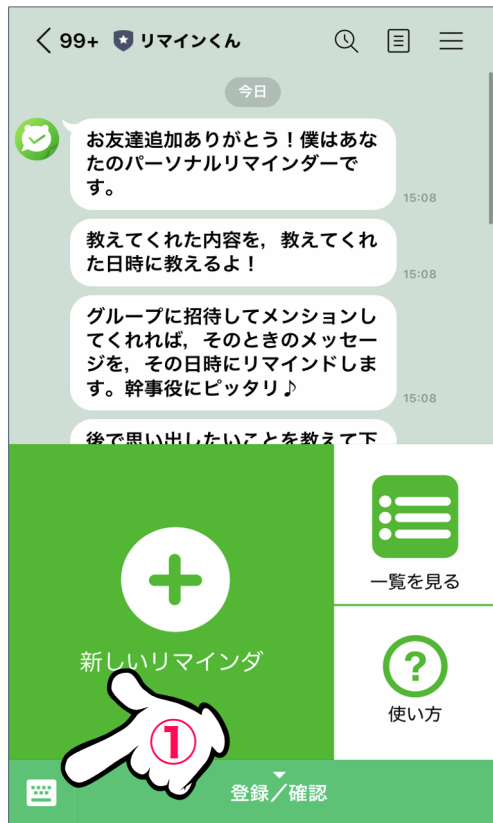 99+ リマインくん
今日
お友達追加ありがとう！僕はあな
たのパーソナルリマインダーで
す。
15:08
教えてくれた内容を，教えてくれ
た日時に教えるよ！
15:08
グループに招待してメンションし
てくれれば，そのときのメッセー
ジを，その日時にリマインドしま
す。幹事役にピッタリ♪
15:08
後で思い出したいことを教えて下
新しいリマインダ
一覧を見る
?
使い方
①
登録／確認